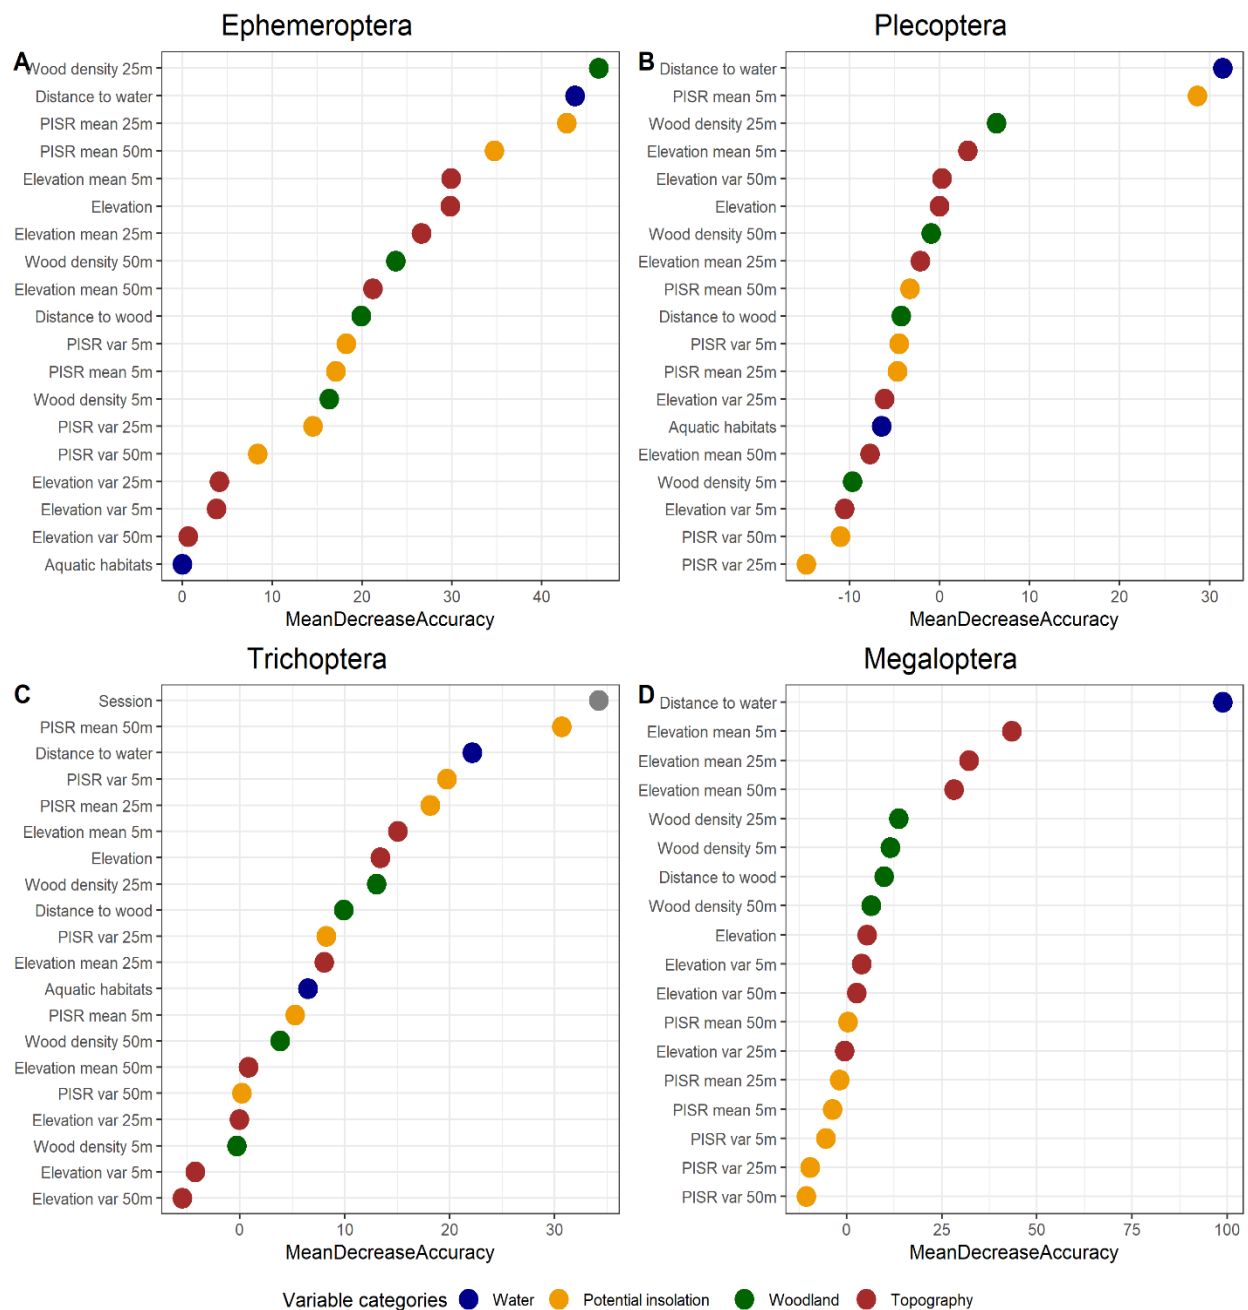 Ephemeroptera
A
Wood density 25m
Distance to water
PISR mean 25m
PISR mean 50m
Elevation mean 5m
Elevation
Elevation mean 25m
Wood density 50m
Elevation mean 50m
Distance to wood
PISR var 5m
PISR mean 5m
Wood density 5m
PISR var 25m
PISR var 50m
Elevation var 25m
Elevation var 5m
Elevation var 50m
Aquatic habitats
0 10 20 30 40
MeanDecreaseAccuracy
Plecoptera
B
Distance to water
PISR mean 5m
Wood density 25m
Elevation mean 5m
Elevation var 50m
Elevation
Wood density 50m
Elevation mean 25m
PISR mean 50m
Distance to wood
PISR var 5m
PISR mean 25m
Elevation var 25m
Aquatic habitats
Elevation mean 50m
Wood density 5m
Elevation var 5m
PISR var 50m
PISR var 25m
-10 0 10 20 30
MeanDecreaseAccuracy
Trichoptera
C
Session
PISR mean 50m
Distance to water
PISR var 5m
PISR mean 25m
Elevation mean 5m
Elevation
Wood density 25m
Distance to wood
PISR var 25m
Elevation mean 25m
Aquatic habitats
PISR mean 5m
Wood density 50m
Elevation mean 50m
PISR var 50m
Elevation var 25m
Wood density 5m
Elevation var 5m
Elevation var 50m
0 10 20 30
MeanDecreaseAccuracy
Megaloptera
D
Distance to water
Elevation mean 5m
Elevation mean 25m
Elevation mean 50m
Wood density 25m
Wood density 5m
Distance to wood
Wood density 50m
Elevation
Elevation var 5m
Elevation var 50m
PISR mean 50m
Elevation var 25m
PISR mean 25m
PISR mean 5m
PISR var 5m
PISR var 25m
PISR var 50m
0 25 50 75 100
MeanDecreaseAccuracy
Variable categories Water Potential insolation Woodland Topography